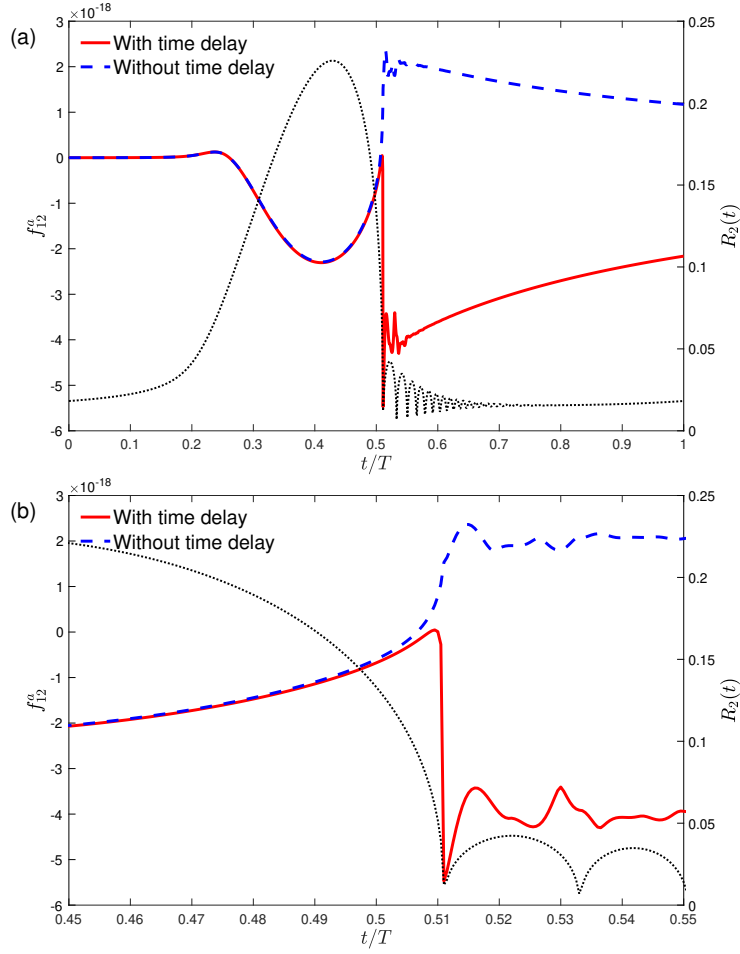 (a)
×10⁻¹⁸
With time delay
Without time delay
3
2
1
0
-1
-2
-3
-4
-5
-6
f₁₂ᵃ
0.25
0.2
0.15
0.1
0.05
0
R₂(t)
0 0.1 0.2 0.3 0.4 0.5 0.6 0.7 0.8 0.9 1
t/T
(b)
×10⁻¹⁸
With time delay
Without time delay
3
2
1
0
-1
-2
-3
-4
-5
-6
f₁₂ᵃ
0.25
0.2
0.15
0.1
0.05
0
R₂(t)
0.45 0.46 0.47 0.48 0.49 0.5 0.51 0.52 0.53 0.54 0.55
t/T